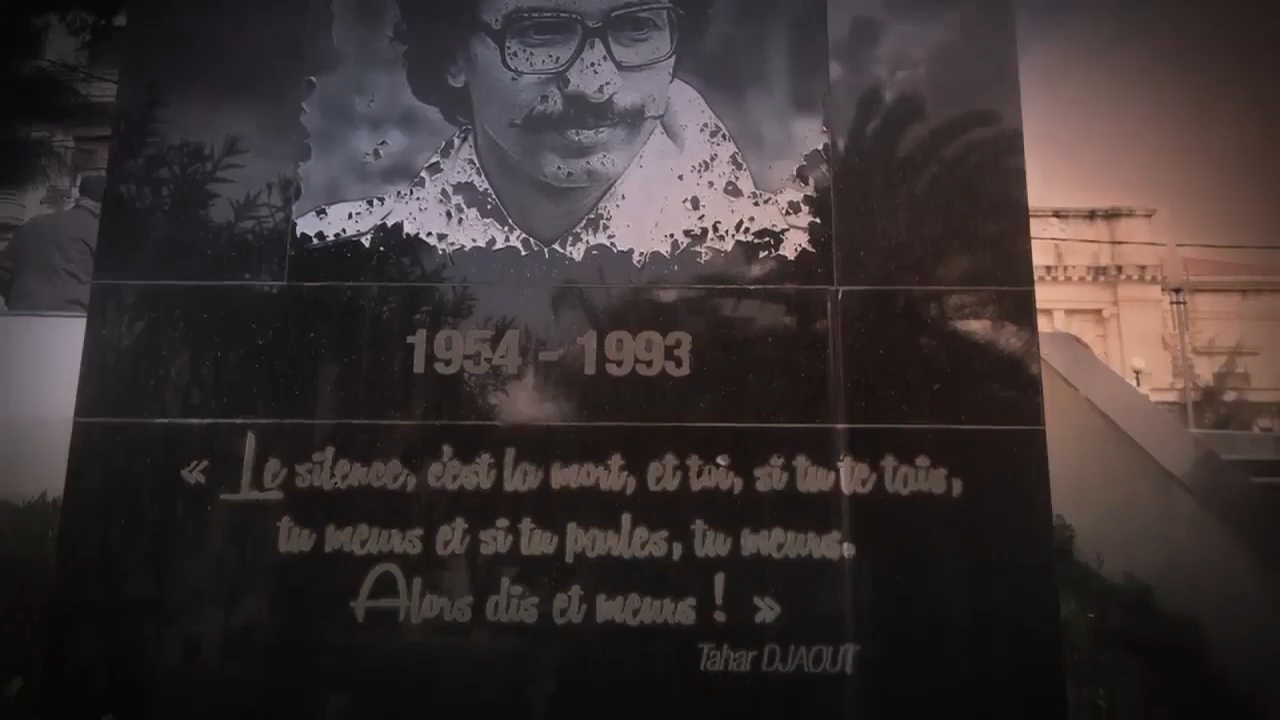 1954 - 1993
« Le silence, c'est la mort, et toi, si tu te tais,
tu meurs et si tu parles, tu meurs.
Alors dis et meurs ! »
Tahar DJAOUT